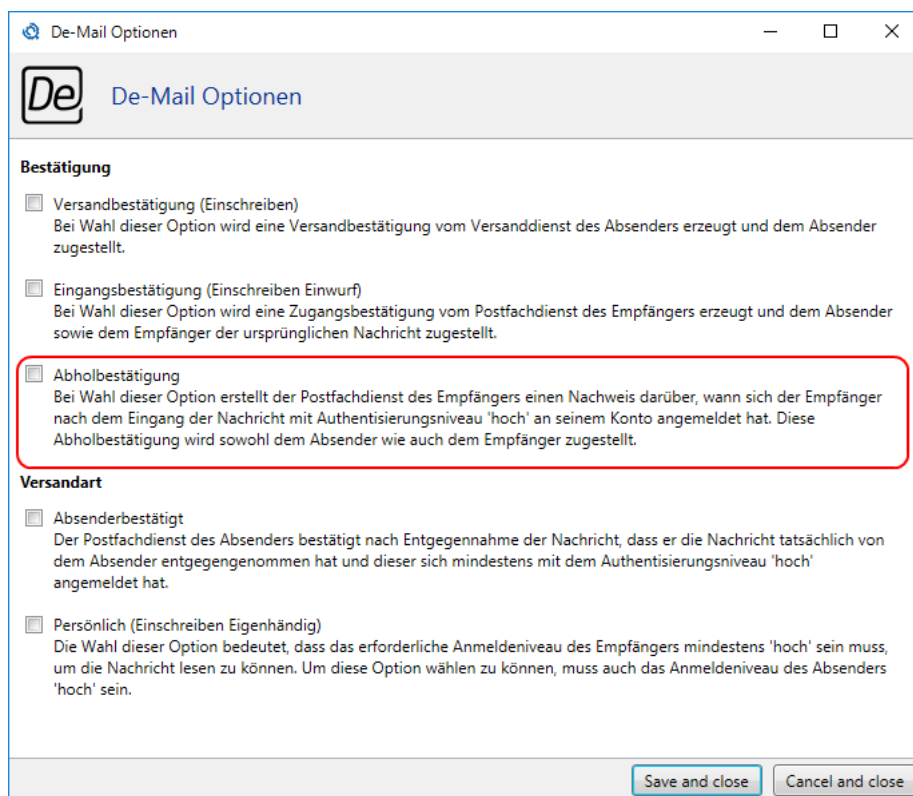 De-Mail Optionen
De
De-Mail Optionen
Bestätigung
Versandbestätigung (Einschreiben)
Bei Wahl dieser Option wird eine Versandbestätigung vom Versanddienst des Absenders erzeugt und dem Absender
zugestellt.
Eingangsbestätigung (Einschreiben Einwurf)
Bei Wahl dieser Option wird eine Zugangsbestätigung vom Postfachdienst des Empfängers erzeugt und dem Absender
sowie dem Empfänger der ursprünglichen Nachricht zugestellt.
Abholbestätigung
Bei Wahl dieser Option erstellt der Postfachdienst des Empfängers einen Nachweis darüber, wann sich der Empfänger
nach dem Eingang der Nachricht mit Authentisierungsniveau 'hoch' an seinem Konto angemeldet hat. Diese
Abholbestätigung wird sowohl dem Absender wie auch dem Empfänger zugestellt.
Versandart
Absenderbestätigt
Der Postfachdienst des Absenders bestätigt nach Entgegennahme der Nachricht, dass er die Nachricht tatsächlich von
dem Absender entgegengenommen hat und dieser sich mindestens mit dem Authentisierungsniveau 'hoch'
angemeldet hat.
Persönlich (Einschreiben Eigenhändig)
Die Wahl dieser Option bedeutet, dass das erforderliche Anmeldeniveau des Empfängers mindestens 'hoch' sein muss,
um die Nachricht lesen zu können. Um diese Option wählen zu können, muss auch das Anmeldeniveau des Absenders
'hoch' sein.
Save and close
Cancel and close